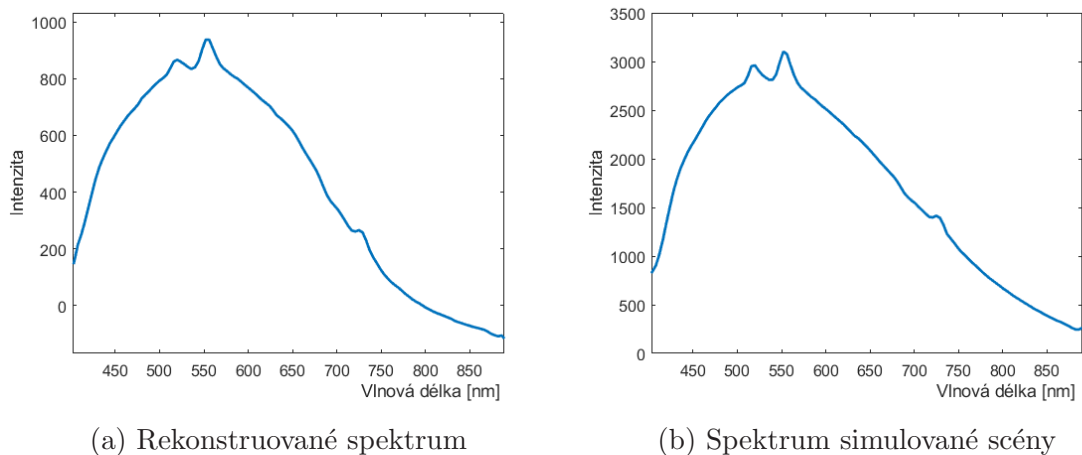 1000
800
600
400
200
0
Intenzita
450 500 550 600 650 700 750 800 850
Vlnová délka [nm]
(a) Rekonstruované spektrum
3500
3000
2500
2000
1500
1000
500
0
Intenzita
450 500 550 600 650 700 750 800 850
Vlnová délka [nm]
(b) Spektrum simulované scény